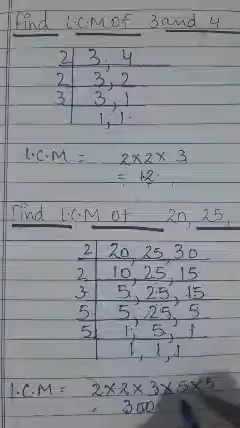 Find L.C.M Of 3 and 4
2 | 3, 4
2 | 3, 2
3 | 3, 1
1, 1
L.C.M = 2×2×3
= 12
Find L.C.M Of 20, 25,
2 | 20, 25, 30
2 | 10, 25, 15
3 | 5, 25, 15
5 | 5, 25, 5
5 | 1, 5, 1
1, 1, 1
L.C.M = 2×2×3×5×5
= 300